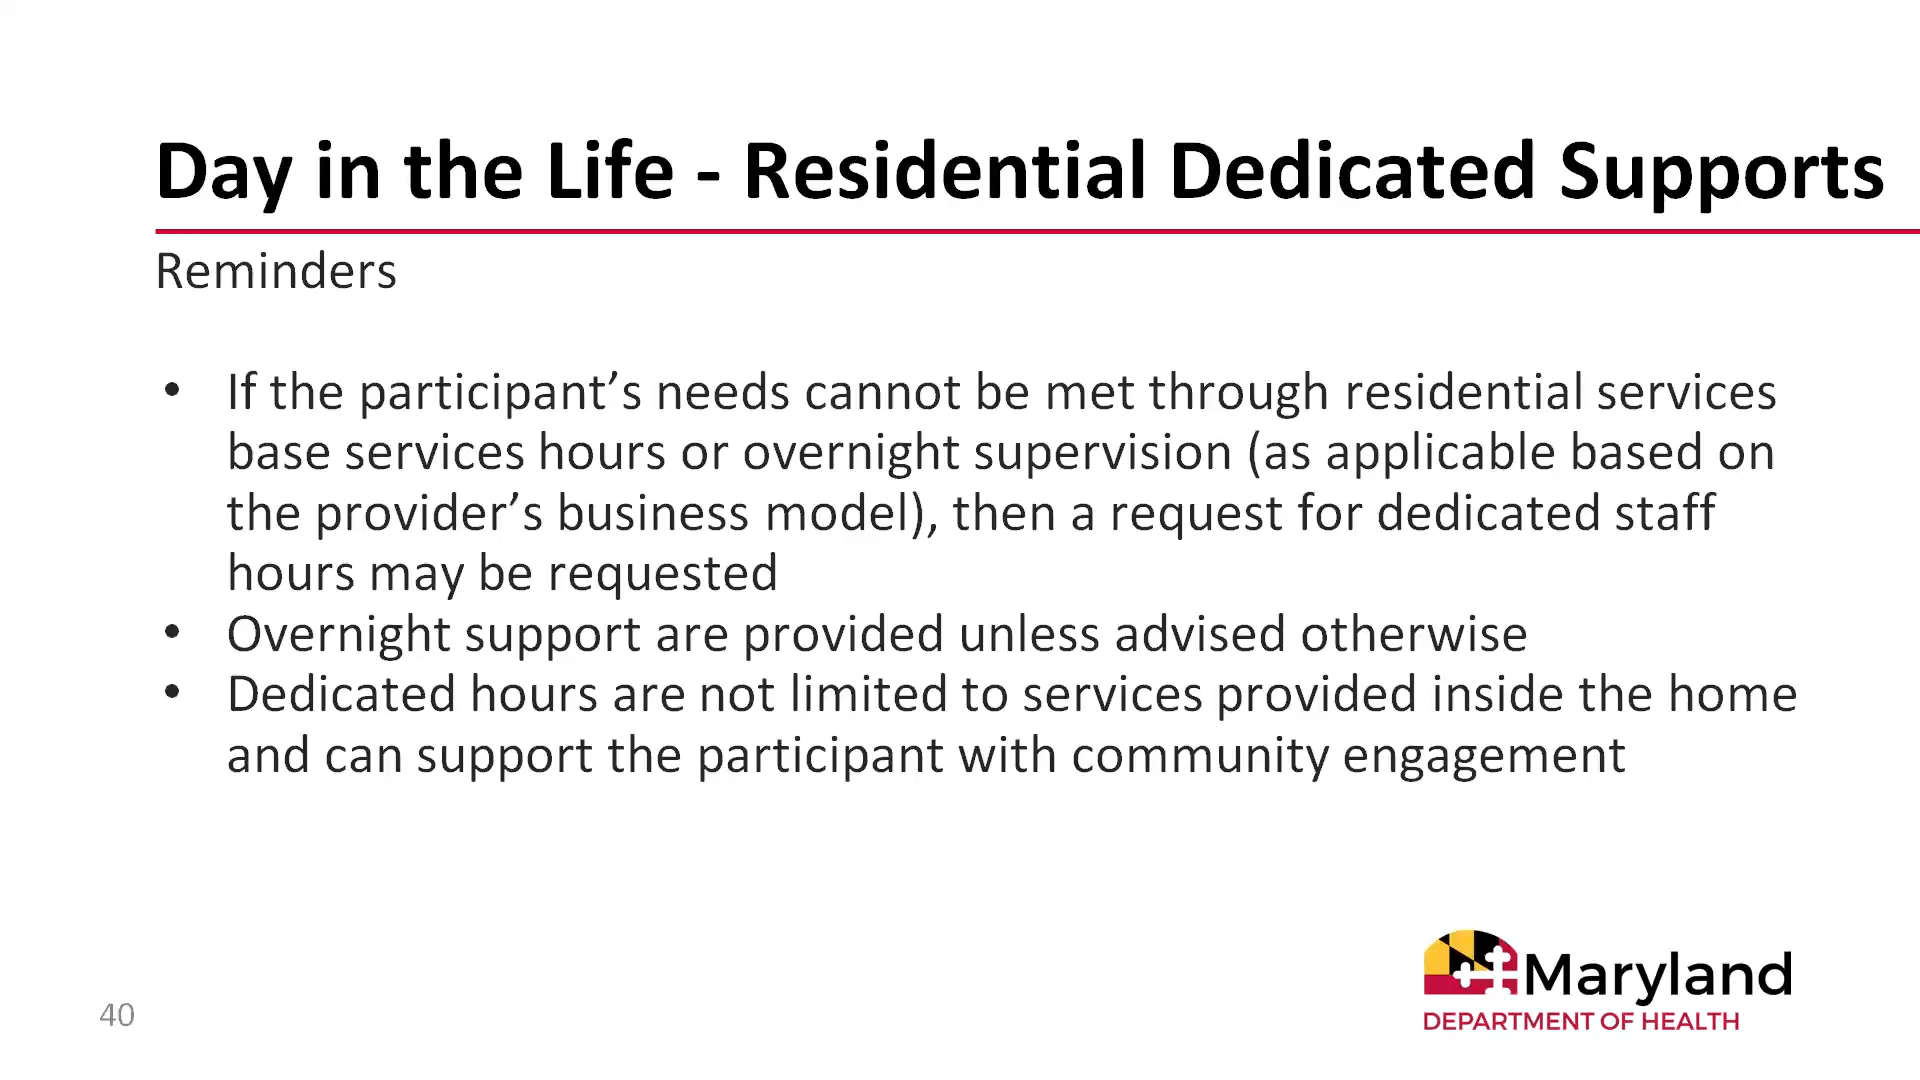 Day in the Life - Residential Dedicated Supports
Reminders
• If the participant’s needs cannot be met through residential services
base services hours or overnight supervision (as applicable based on
the provider’s business model), then a request for dedicated staff
hours may be requested
• Overnight support are provided unless advised otherwise
• Dedicated hours are not limited to services provided inside the home
and can support the participant with community engagement
Maryland
DEPARTMENT OF HEALTH
40